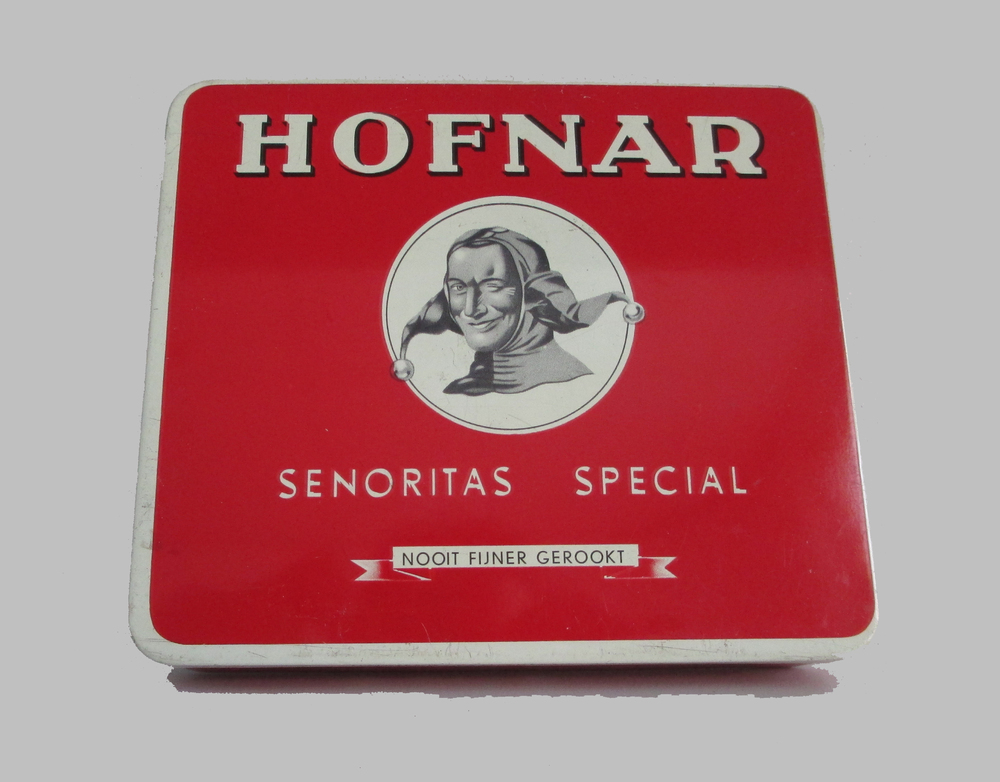 HOFNAR
SENORITAS SPECIAL
NOOIT FIJNER GEROOKT